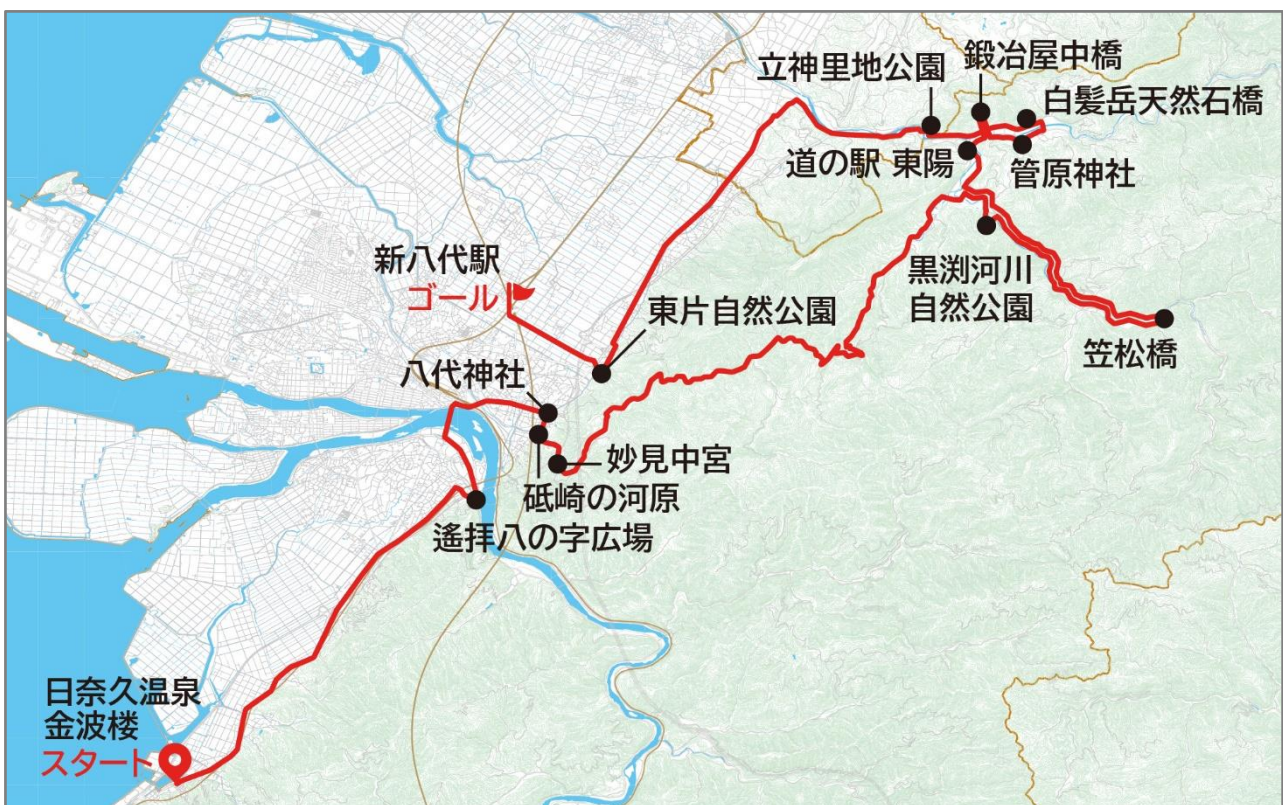 立神里地公園
鍛冶屋中橋
白髪岳天然石橋
道の駅 東陽
管原神社
新八代駅
ゴール
東片自然公園
黒渕河川
自然公園
笠松橋
八代神社
妙見中宮
砥崎の河原
遙拝八の字広場
日奈久温泉
金波楼
スタート